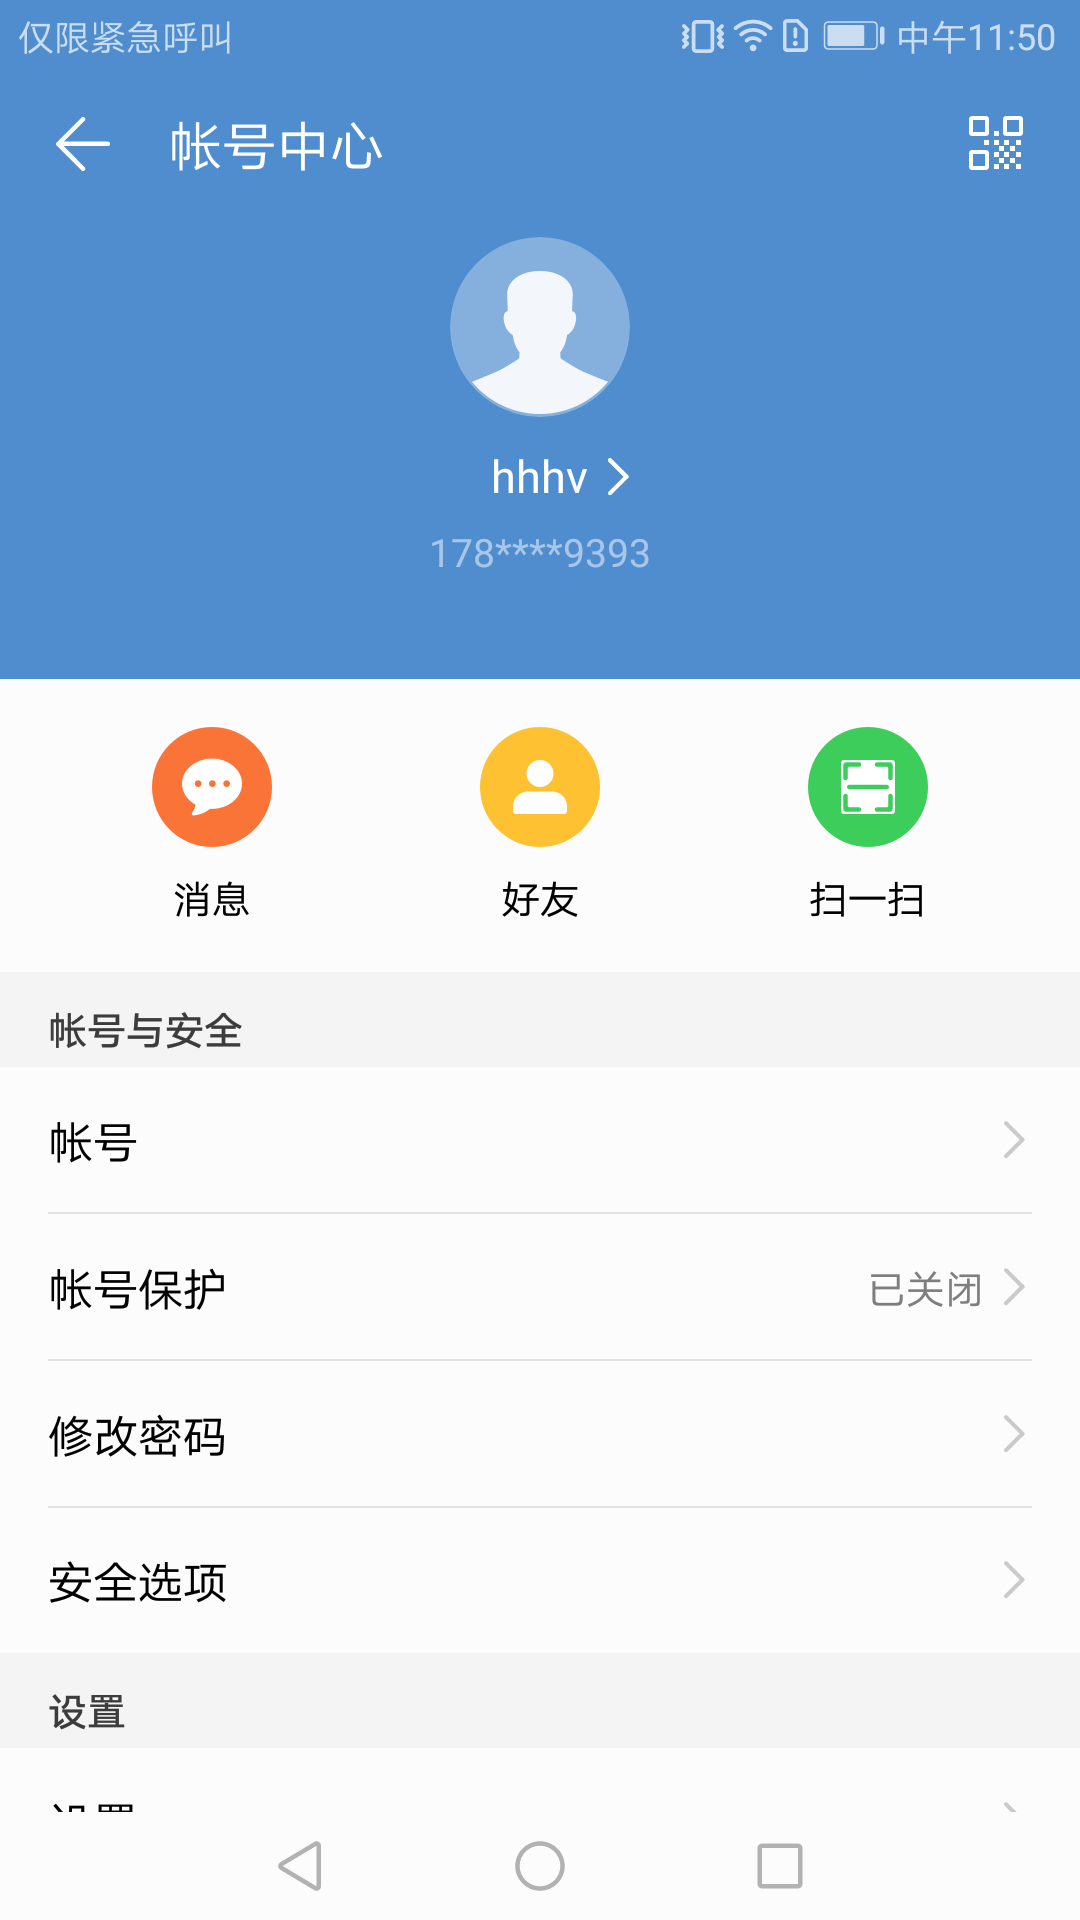 仅限紧急呼叫 中午11:50
帐号中心
hhhv
178****9393
消息 好友 扫一扫
帐号与安全
帐号
帐号保护 已关闭
修改密码
安全选项
设置
设置